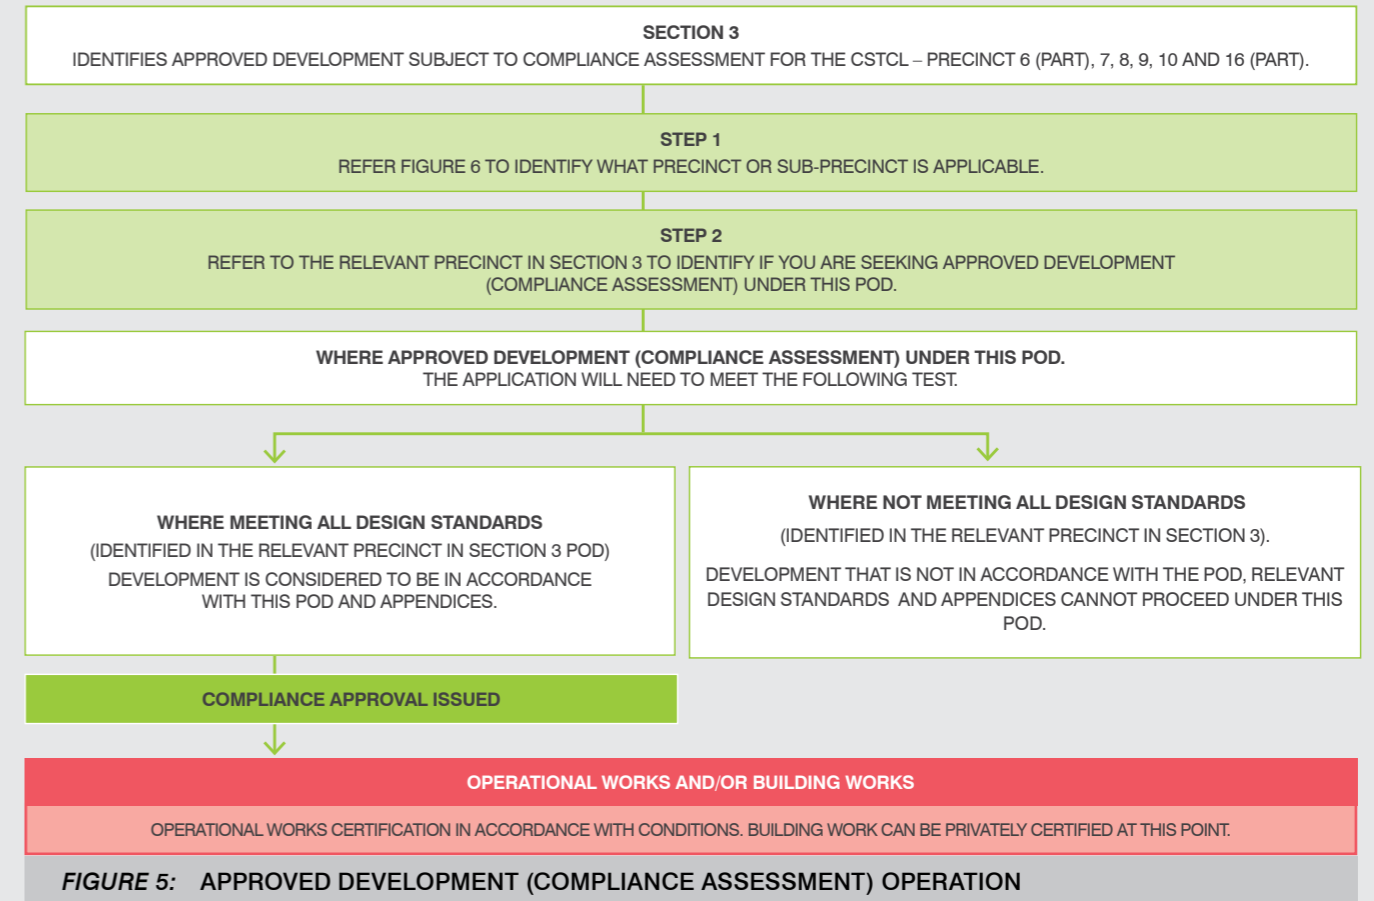 SECTION 3
IDENTIFIES APPROVED DEVELOPMENT SUBJECT TO COMPLIANCE ASSESSMENT FOR THE CSTCL – PRECINCT 6 (PART), 7, 8, 9, 10 AND 16 (PART).
STEP 1
REFER FIGURE 6 TO IDENTIFY WHAT PRECINCT OR SUB-PRECINCT IS APPLICABLE.
STEP 2
REFER TO THE RELEVANT PRECINCT IN SECTION 3 TO IDENTIFY IF YOU ARE SEEKING APPROVED DEVELOPMENT
(COMPLIANCE ASSESSMENT) UNDER THIS POD.
WHERE APPROVED DEVELOPMENT (COMPLIANCE ASSESSMENT) UNDER THIS POD.
THE APPLICATION WILL NEED TO MEET THE FOLLOWING TEST.
WHERE MEETING ALL DESIGN STANDARDS
(IDENTIFIED IN THE RELEVANT PRECINCT IN SECTION 3 POD)
DEVELOPMENT IS CONSIDERED TO BE IN ACCORDANCE
WITH THIS POD AND APPENDICES.
WHERE NOT MEETING ALL DESIGN STANDARDS
(IDENTIFIED IN THE RELEVANT PRECINCT IN SECTION 3).
DEVELOPMENT THAT IS NOT IN ACCORDANCE WITH THE POD, RELEVANT
DESIGN STANDARDS AND APPENDICES CANNOT PROCEED UNDER THIS
POD.
COMPLIANCE APPROVAL ISSUED
OPERATIONAL WORKS AND/OR BUILDING WORKS
OPERATIONAL WORKS CERTIFICATION IN ACCORDANCE WITH CONDITIONS. BUILDING WORK CAN BE PRIVATELY CERTIFIED AT THIS POINT.
FIGURE 5: APPROVED DEVELOPMENT (COMPLIANCE ASSESSMENT) OPERATION